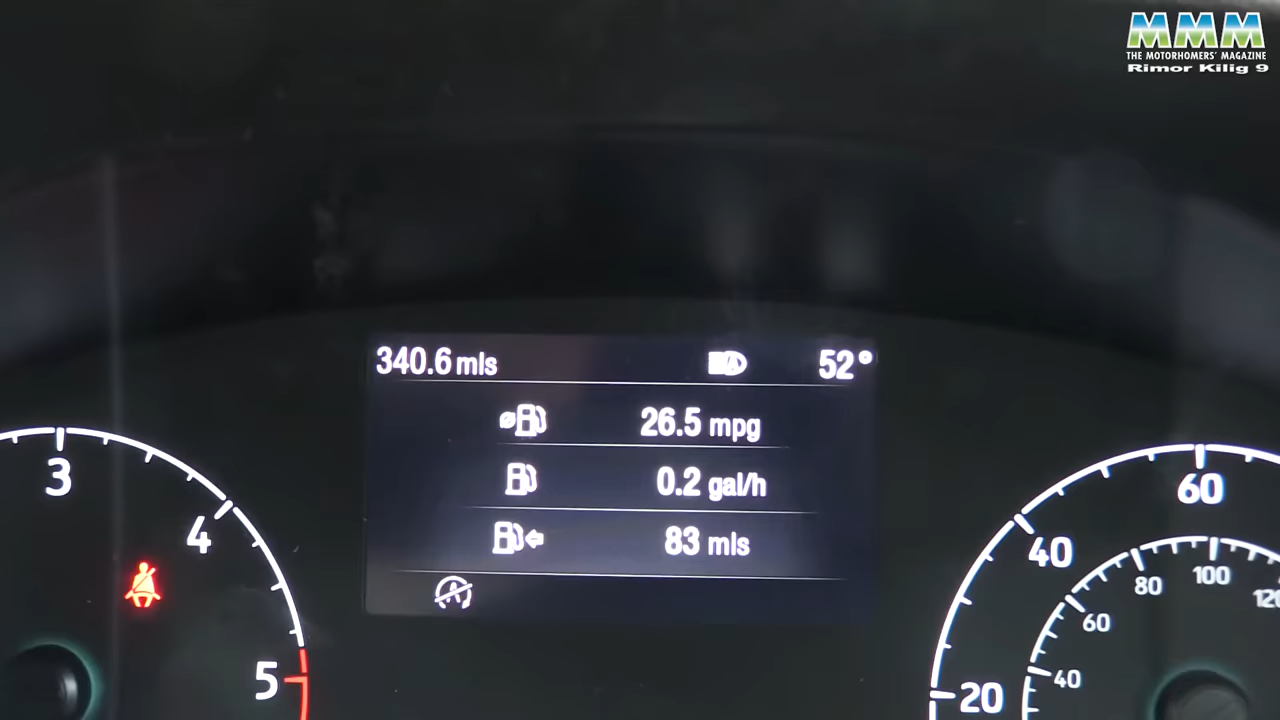 MMM
THE MOTORHOMERS' MAGAZINE
Rimor Kilig 9
340.6 mls
52°
26.5 mpg
0.2 gal/h
83 mls
A
3
4
5
20
40
60
40
60
80
100
120